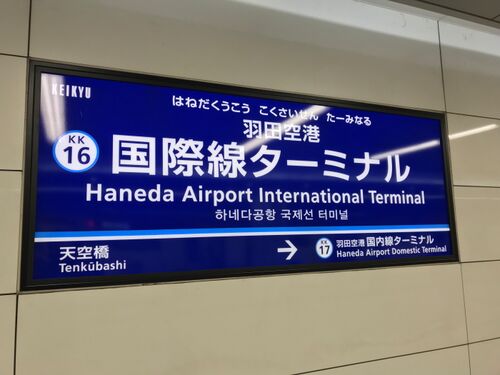 KEIKYU
はねだくうこう こくさいせん たーみなる
羽田空港
KK
16
国際線ターミナル
Haneda Airport International Terminal
하네다공항 국제선 터미널
天空橋
Tenkūbashi
→
KK
17
羽田空港 国内線ターミナル
Haneda Airport Domestic Terminal